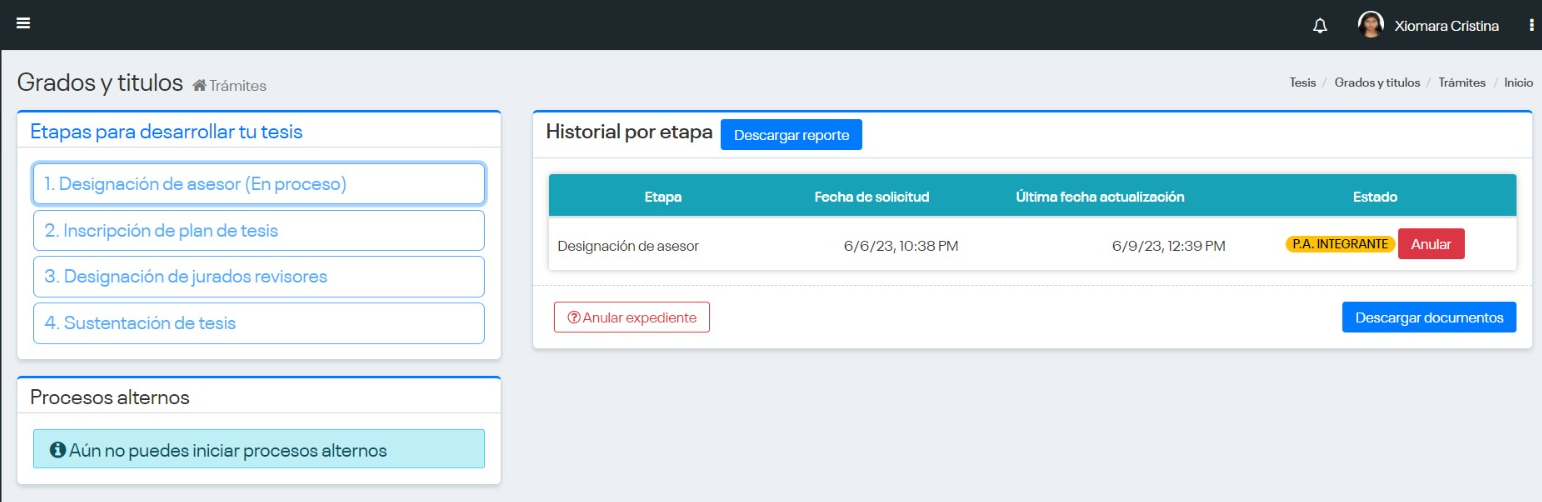 Xiomara Cristina
Grados y titulos Trámites
Tesis / Grados y titulos / Trámites / Inicio
Etapas para desarrollar tu tesis
1. Designación de asesor (En proceso)
2. Inscripción de plan de tesis
3. Designación de jurados revisores
4. Sustentación de tesis
Procesos alternos
Aún no puedes iniciar procesos alternos
Historial por etapa Descargar reporte
Etapa Fecha de solicitud Última fecha actualización Estado
Designación de asesor 6/6/23, 10:38 PM 6/9/23, 12:39 PM P.A. INTEGRANTE Anular
Anular expediente Descargar documentos